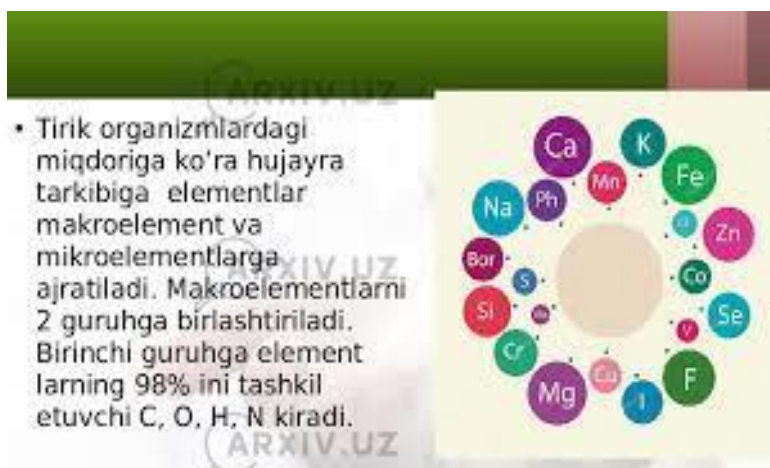 ARXIV.UZ
• Tirik organizmlardagi
miqdoriga ko'ra hujayra
tarkibiga elementlar
makroelement va
mikroelementlarga
ajratiladi. Makroelementlarni
2 guruhga birlashtiriladi.
Birinchi guruhga element
larning 98% ini tashkil
etuvchi C, O, H, N kiradi.
ARXIV.UZ
ARXIV.UZ
Ca
K
Mn
Fe
Ph
Na
Zn
Bor
S
Co
Si
Se
V
Cr
Cu
F
Mg
I